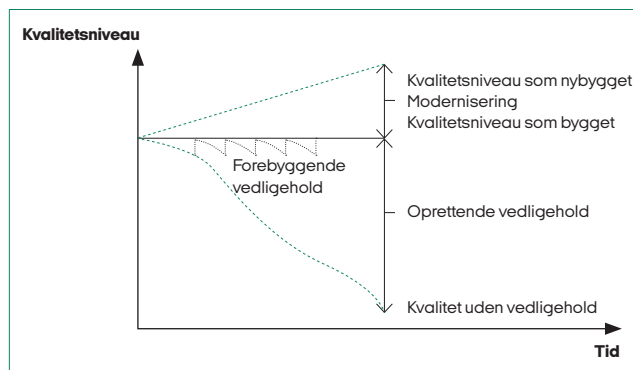 Kvalitetsniveau
Kvalitetsniveau som nybygget
Modernisering
Kvalitetsniveau som bygget
Forebyggende
vedligehold
Oprettende vedligehold
Kvalitet uden vedligehold
Tid